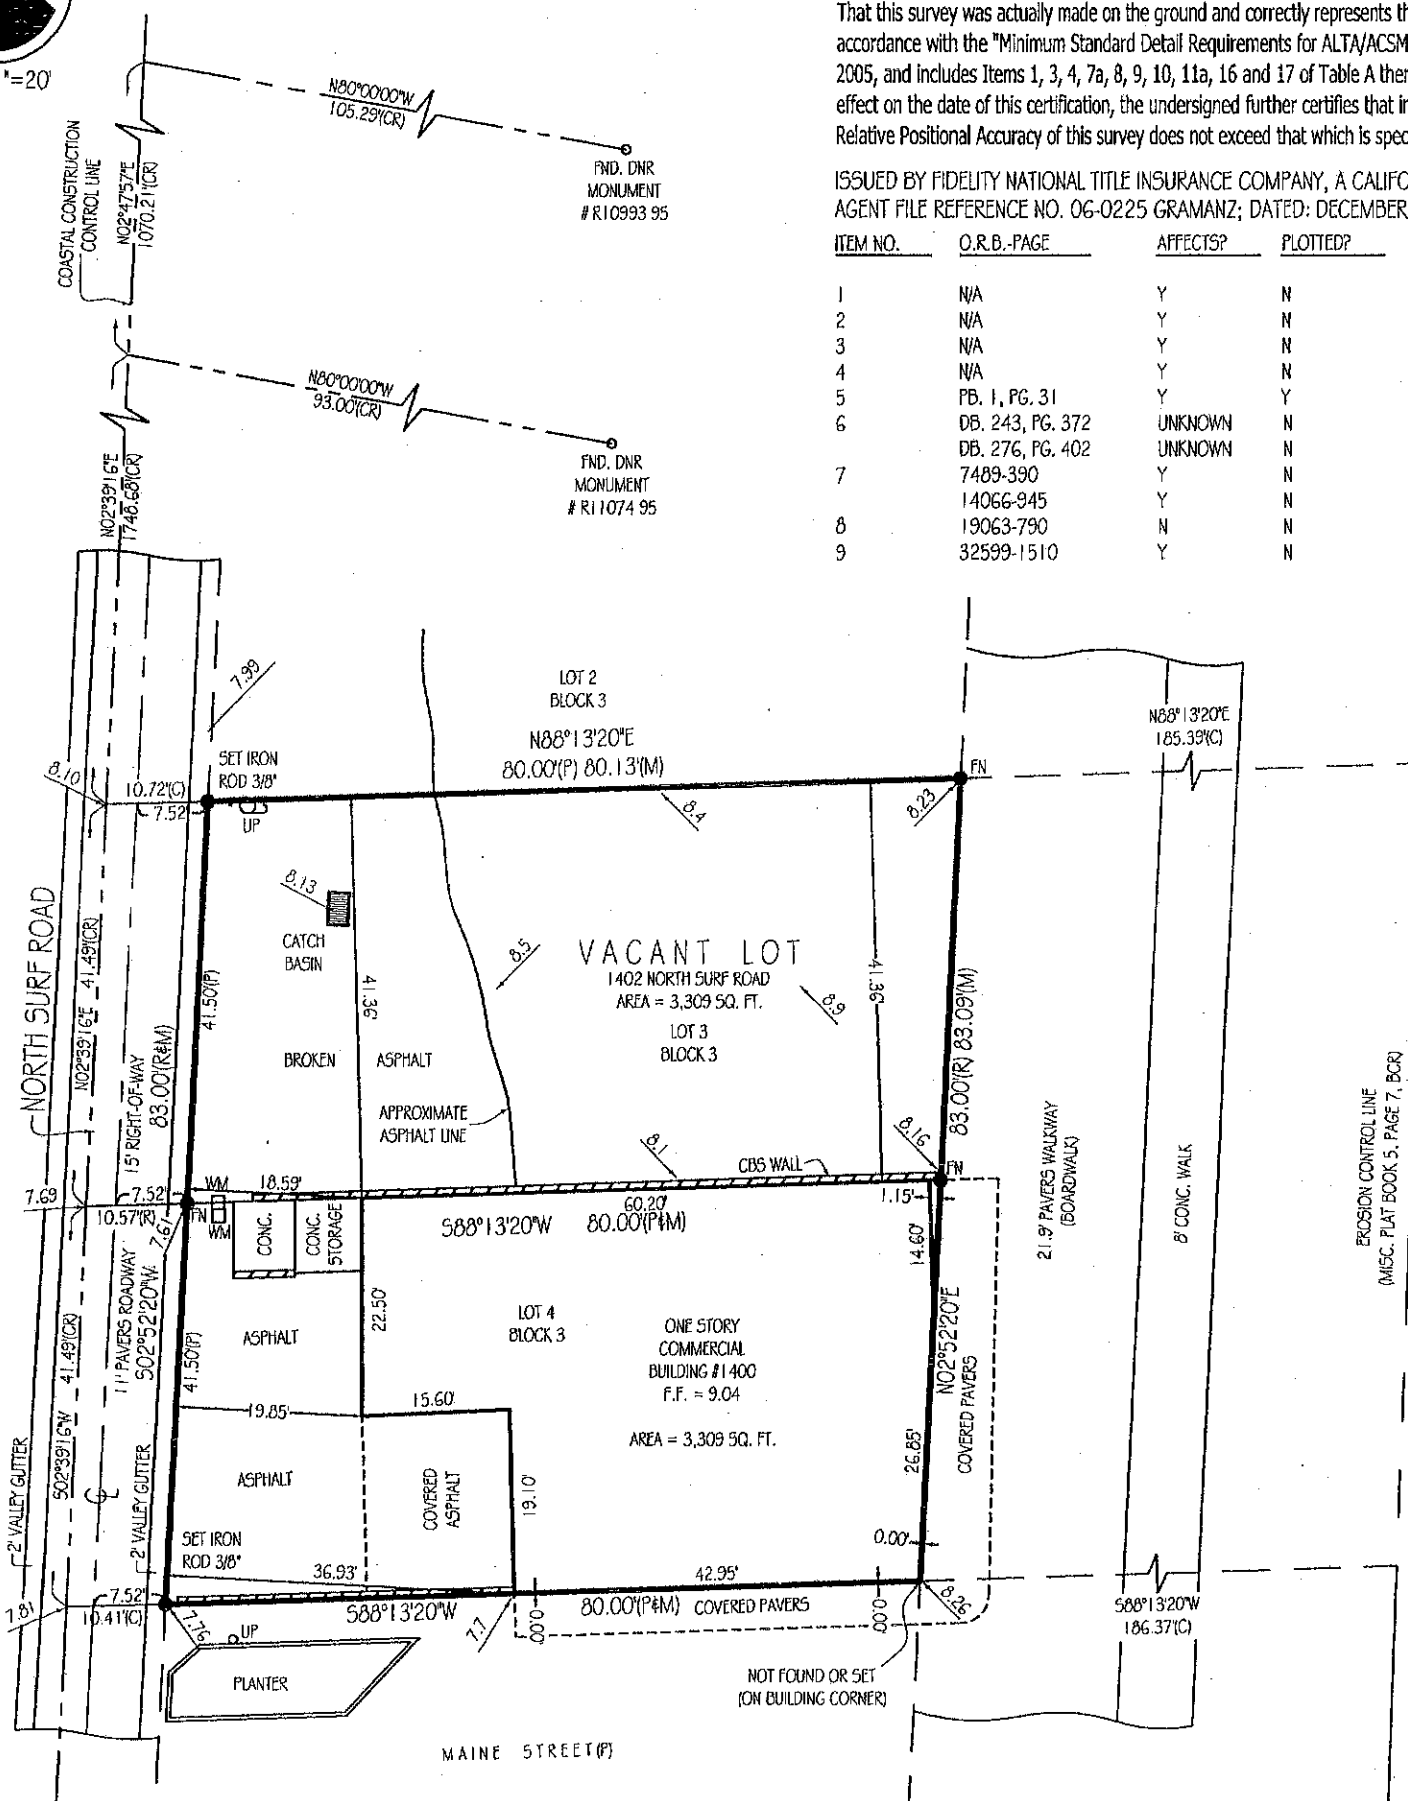 "=20'
That this survey was actually made on the ground and correctly represents th
accordance with the "Minimum Standard Detail Requirements for ALTA/ACSM
2005, and includes Items 1, 3, 4, 7a, 8, 9, 10, 11a, 16 and 17 of Table A ther
effect on the date of this certification, the undersigned further certifies that in
Relative Positional Accuracy of this survey does not exceed that which is spec
ISSUED BY FIDELITY NATIONAL TITLE INSURANCE COMPANY, A CALIFO
AGENT FILE REFERENCE NO. 06-0225 GRAMANZ; DATED: DECEMBER
ITEM NO. O.R.B.-PAGE AFFECTS? PLOTTED?
1 N/A Y N
2 N/A Y N
3 N/A Y N
4 N/A Y N
5 PB. 1, PG. 31 Y Y
6 DB. 243, PG. 372 UNKNOWN N
DB. 276, PG. 402 UNKNOWN N
7 7489-390 Y N
14066-945 Y N
8 19063-790 N N
9 32599-1510 Y N
COASTAL CONSTRUCTION
CONTROL LINE
N02°47'57"E
1070.21'(CR)
N80°00'00"W
105.29'(CR)
FND. DNR
MONUMENT
# R10993 95
N80°00'00"W
93.00'(CR)
FND. DNR
MONUMENT
# R11074 95
N02°39'16"E
1748.68'(CR)
7.99
LOT 2
BLOCK 3
N88°13'20"E
80.00'(P) 80.13'(M)
SET IRON
ROD 3/8"
8.10
10.72'(C)
7.52'
UP
8.4
8.23
FN
N88°13'20"E
185.39'(C)
8.13
CATCH
BASIN
41.36'
8.5
VACANT LOT
1402 NORTH SURF ROAD
AREA = 3,309 SQ. FT.
LOT 3
BLOCK 3
8.9
41.36'
83.00'(R) 83.09'(M)
NORTH SURF ROAD
N02°39'16"E 41.49'(CR)
15' RIGHT-OF-WAY
83.00'(R&M)
41.50'(P)
BROKEN ASPHALT
APPROXIMATE
ASPHALT LINE
8.1
8.16
CBS WALL
FN
21.9' PAVERS WALKWAY
(BOARDWALK)
8' CONC. WALK
EROSION CONTROL LINE
(MISC. PLAT BOOK 5, PAGE 7, BCR)
7.69
7.52'
10.57'(R)
FN
7.61
WM
WM
18.59'
60.20'
1.15'
S88°13'20"W 80.00'(P&M)
CONC.
CONC.
STORAGE
14.60'
22.50'
LOT 4
BLOCK 3
ONE STORY
COMMERCIAL
BUILDING #1400
F.F. = 9.04
AREA = 3,309 SQ. FT.
N02°52'20"E
COVERED PAVERS
11' PAVERS ROADWAY
S02°52'20"W
41.50'(P)
S02°39'16"W 41.49'(CR)
ASPHALT
19.85'
15.60'
2' VALLEY GUTTER
2' VALLEY GUTTER
ASPHALT
COVERED
ASPHALT
19.10'
26.85'
SET IRON
ROD 3/8"
36.93'
42.95'
0.00'
7.81
7.52'
10.41'(C)
S88°13'20"W 80.00'(P&M) COVERED PAVERS
7.76
7.7
0.00'
0.00'
8.26
S88°13'20"W
186.37'(C)
UP
PLANTER
NOT FOUND OR SET
(ON BUILDING CORNER)
MAINE STREET(P)